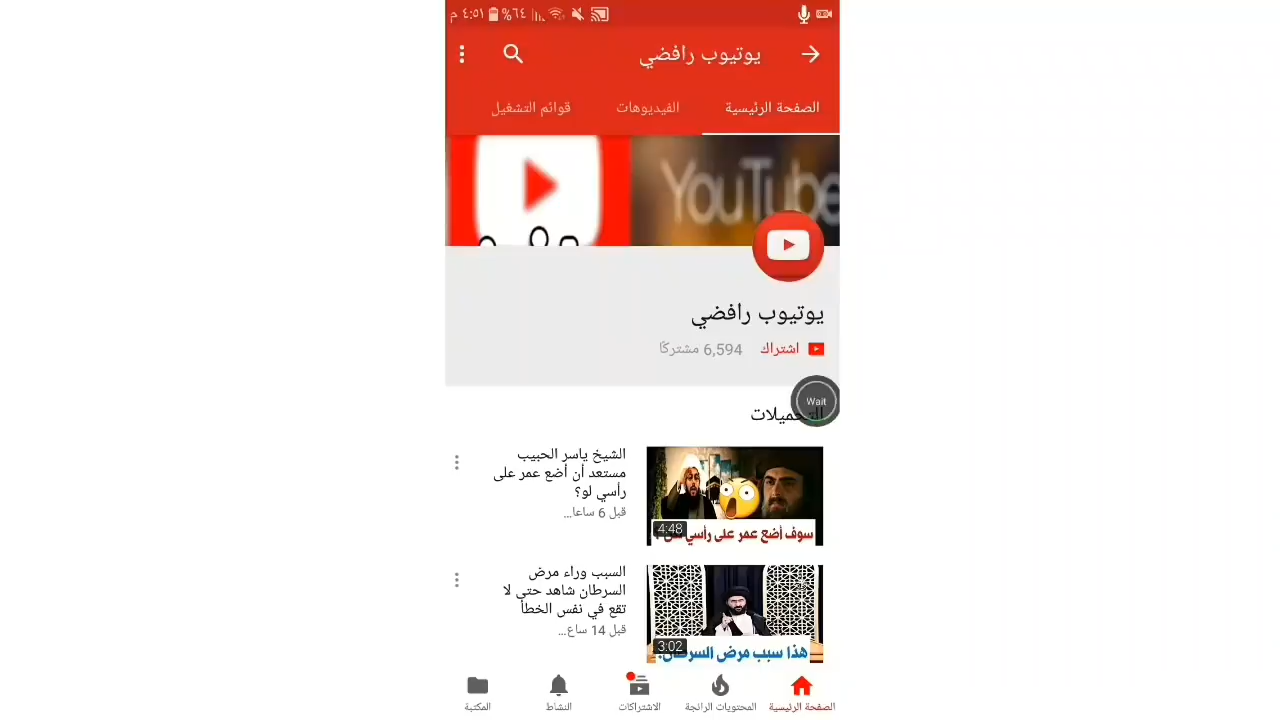 ٤:٥١ م
%٦٤
يوتيوب رافضي
الصفحة الرئيسية
الفيديوهات
قوائم التشغيل
YouTube
يوتيوب رافضي
اشتراك
6,594 مشتركًا
Wait
التحميلات
الشيخ ياسر الحبيب
مستعد أن أضع عمر على
رأسي لو؟
قبل 6 ساعا...
سوف أضع عمر على رأسي
4:48
السبب وراء مرض
السرطان شاهد حتى لا
تقع في نفس الخطأ
قبل 14 ساع...
هذا سبب مرض السرطان
3:02
الصفحة الرئيسية
المحتويات الرائجة
الاشتراكات
النشاط
المكتبة